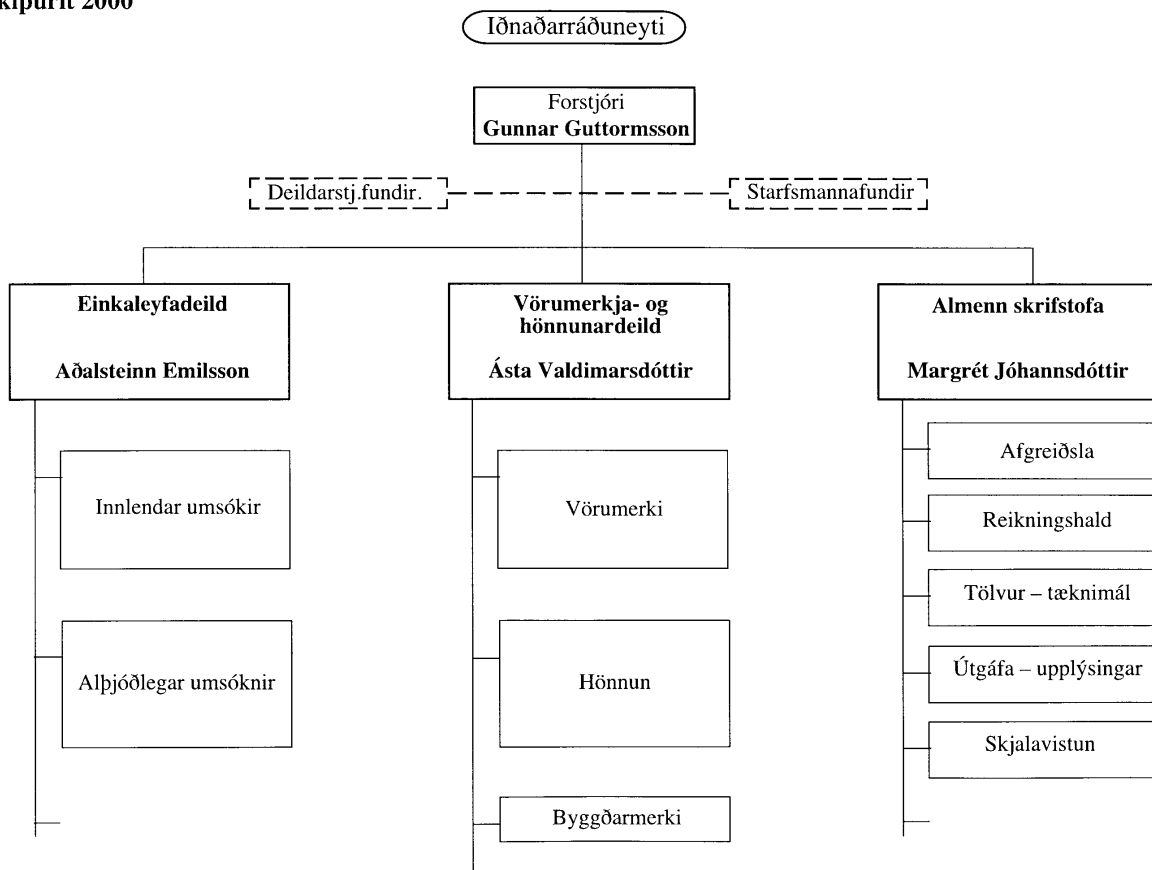 kipurit 2000
Iðnaðarráðuneyti
Forstjóri
Gunnar Guttormsson
Deildarstj.fundir.
Starfsmannafundir
Einkaleyfadeild
Aðalsteinn Emilsson
Vörumerkja- og
hönnunardeild
Ásta Valdimarsdóttir
Almenn skrifstofa
Margrét Jóhannsdóttir
Innlendar umsókir
Alþjóðlegar umsóknir
Vörumerki
Hönnun
Byggðarmerki
Afgreiðsla
Reikningshald
Tölvur – tæknimál
Útgáfa – upplýsingar
Skjalavistun